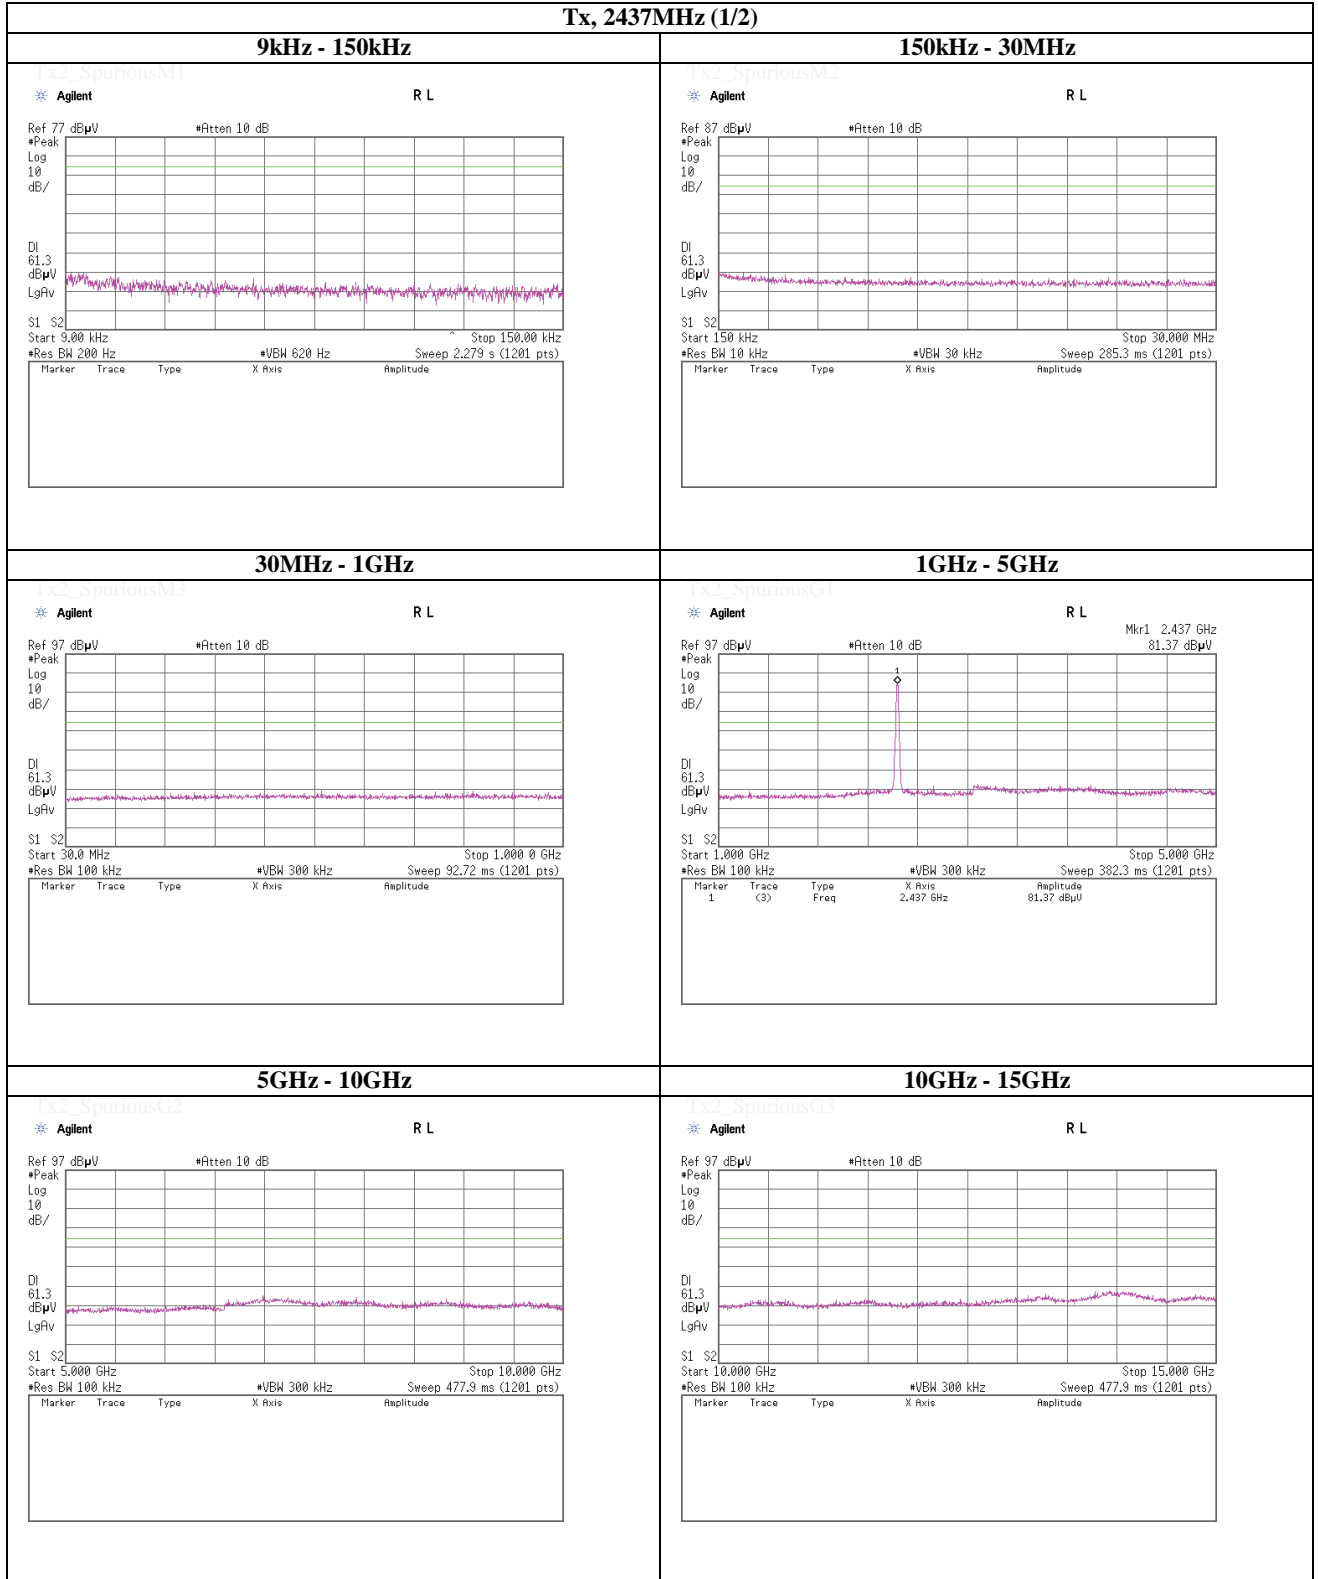 Tx, 2437MHz (1/2)
9kHz - 150kHz
150kHz - 30MHz
Tx2_SpuriousM1
Agilent R L
Ref 77 dBµV #Atten 10 dB
#Peak
Log
10
dB/
DI
61.3
dBµV
LgAv
S1 S2
Start 9.00 kHz ^ Stop 150.00 kHz
#Res BW 200 Hz #VBW 620 Hz Sweep 2.279 s (1201 pts)
Marker Trace Type X Axis Amplitude
Tx2_SpuriousM2
Agilent R L
Ref 87 dBµV #Atten 10 dB
#Peak
Log
10
dB/
DI
61.3
dBµV
LgAv
S1 S2
Start 150 kHz Stop 30.000 MHz
#Res BW 10 kHz #VBW 30 kHz Sweep 285.3 ms (1201 pts)
Marker Trace Type X Axis Amplitude
30MHz - 1GHz
1GHz - 5GHz
Tx2_SpuriousM3
Agilent R L
Ref 97 dBµV #Atten 10 dB
#Peak
Log
10
dB/
DI
61.3
dBµV
LgAv
S1 S2
Start 30.0 MHz Stop 1.000 0 GHz
#Res BW 100 kHz #VBW 300 kHz Sweep 92.72 ms (1201 pts)
Marker Trace Type X Axis Amplitude
Tx2_SpuriousG1
Agilent R L
Mkr1 2.437 GHz
Ref 97 dBµV #Atten 10 dB 81.37 dBµV
#Peak
Log
10
dB/
1
DI
61.3
dBµV
LgAv
S1 S2
Start 1.000 GHz Stop 5.000 GHz
#Res BW 100 kHz #VBW 300 kHz Sweep 382.3 ms (1201 pts)
Marker Trace Type X Axis Amplitude
1 (3) Freq 2.437 GHz 81.37 dBµV
5GHz - 10GHz
10GHz - 15GHz
Tx2_SpuriousG2
Agilent R L
Ref 97 dBµV #Atten 10 dB
#Peak
Log
10
dB/
DI
61.3
dBµV
LgAv
S1 S2
Start 5.000 GHz Stop 10.000 GHz
#Res BW 100 kHz #VBW 300 kHz Sweep 477.9 ms (1201 pts)
Marker Trace Type X Axis Amplitude
Tx2_SpuriousG3
Agilent R L
Ref 97 dBµV #Atten 10 dB
#Peak
Log
10
dB/
DI
61.3
dBµV
LgAv
S1 S2
Start 10.000 GHz Stop 15.000 GHz
#Res BW 100 kHz #VBW 300 kHz Sweep 477.9 ms (1201 pts)
Marker Trace Type X Axis Amplitude